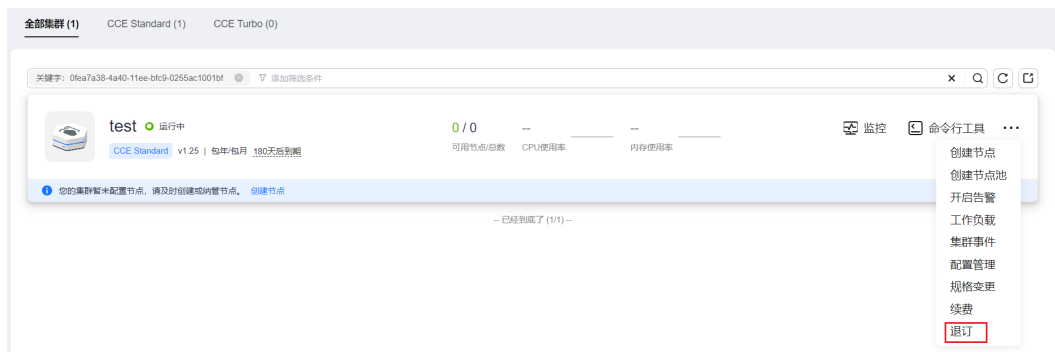 全部集群 (1) CCE Standard (1) CCE Turbo (0)
关键字: 0fea7a38-4a40-11ee-bfc9-0255ac1001bf 添加筛选条件
test 运行中
0 / 0 -- --
监控 命令行工具 ...
CCE Standard v1.25 | 包年/包月 180天后到期
可用节点/总数 CPU使用率 内存使用率
您的集群暂未配置节点，请及时创建或纳管节点。 创建节点
-- 已经到底了 (1/1) --
创建节点
创建节点池
开启告警
工作负载
集群事件
配置管理
规格变更
续费
退订